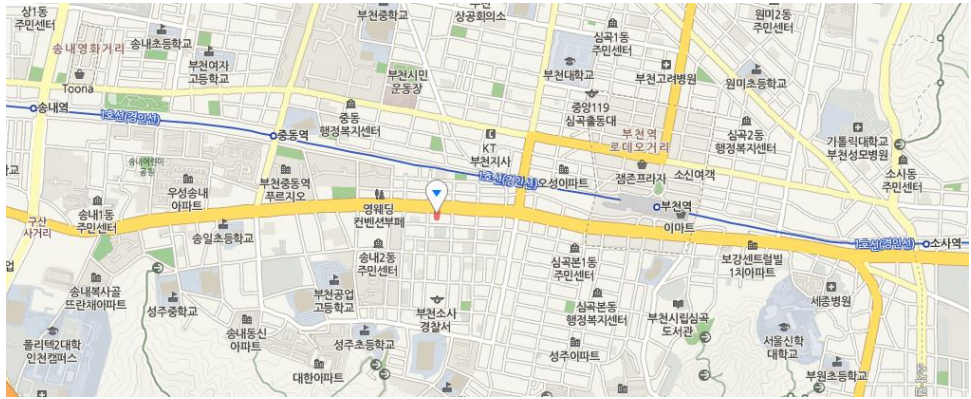 상1동
주민센터
송내초등학교
송내영화거리
부천여자
고등학교
Toona
송내역
부천중학교
상공회의소
부천시민
운동장
심곡1동
주민센터
부천대학교
부천고려병원
원미2동
주민센터
원미초등학교
중동
행정복지센터
중동역
1호선(경인선)
KT
부천지사
중앙119
심곡출동대
부천역
로데오거리
심곡2동
행정복지센터
가톨릭대학교
부천성모병원
소사동
주민센터
송내어린이
공원
우성송내
아파트
부천중동역
푸르지오
1호선(경인선)
오성아파트
잼존프라자
소신여객
부천역
이마트
구산
사거리
송내1동
주민센터
송일초등학교
영웨딩
컨벤션부페
송내2동
주민센터
심곡본1동
주민센터
보강센트럴빌
1차아파트
1호선(경인선)
소사역
업
송내복사골
뜨란채아파트
성주중학교
부천공업
고등학교
부천소사
경찰서
심곡본동
행정복지센터
부천시립심곡
도서관
세종병원
서울신학
대학교
폴리텍2대학
인천캠퍼스
송내동신
아파트
성주초등학교
대한아파트
성주아파트
부원초등학교